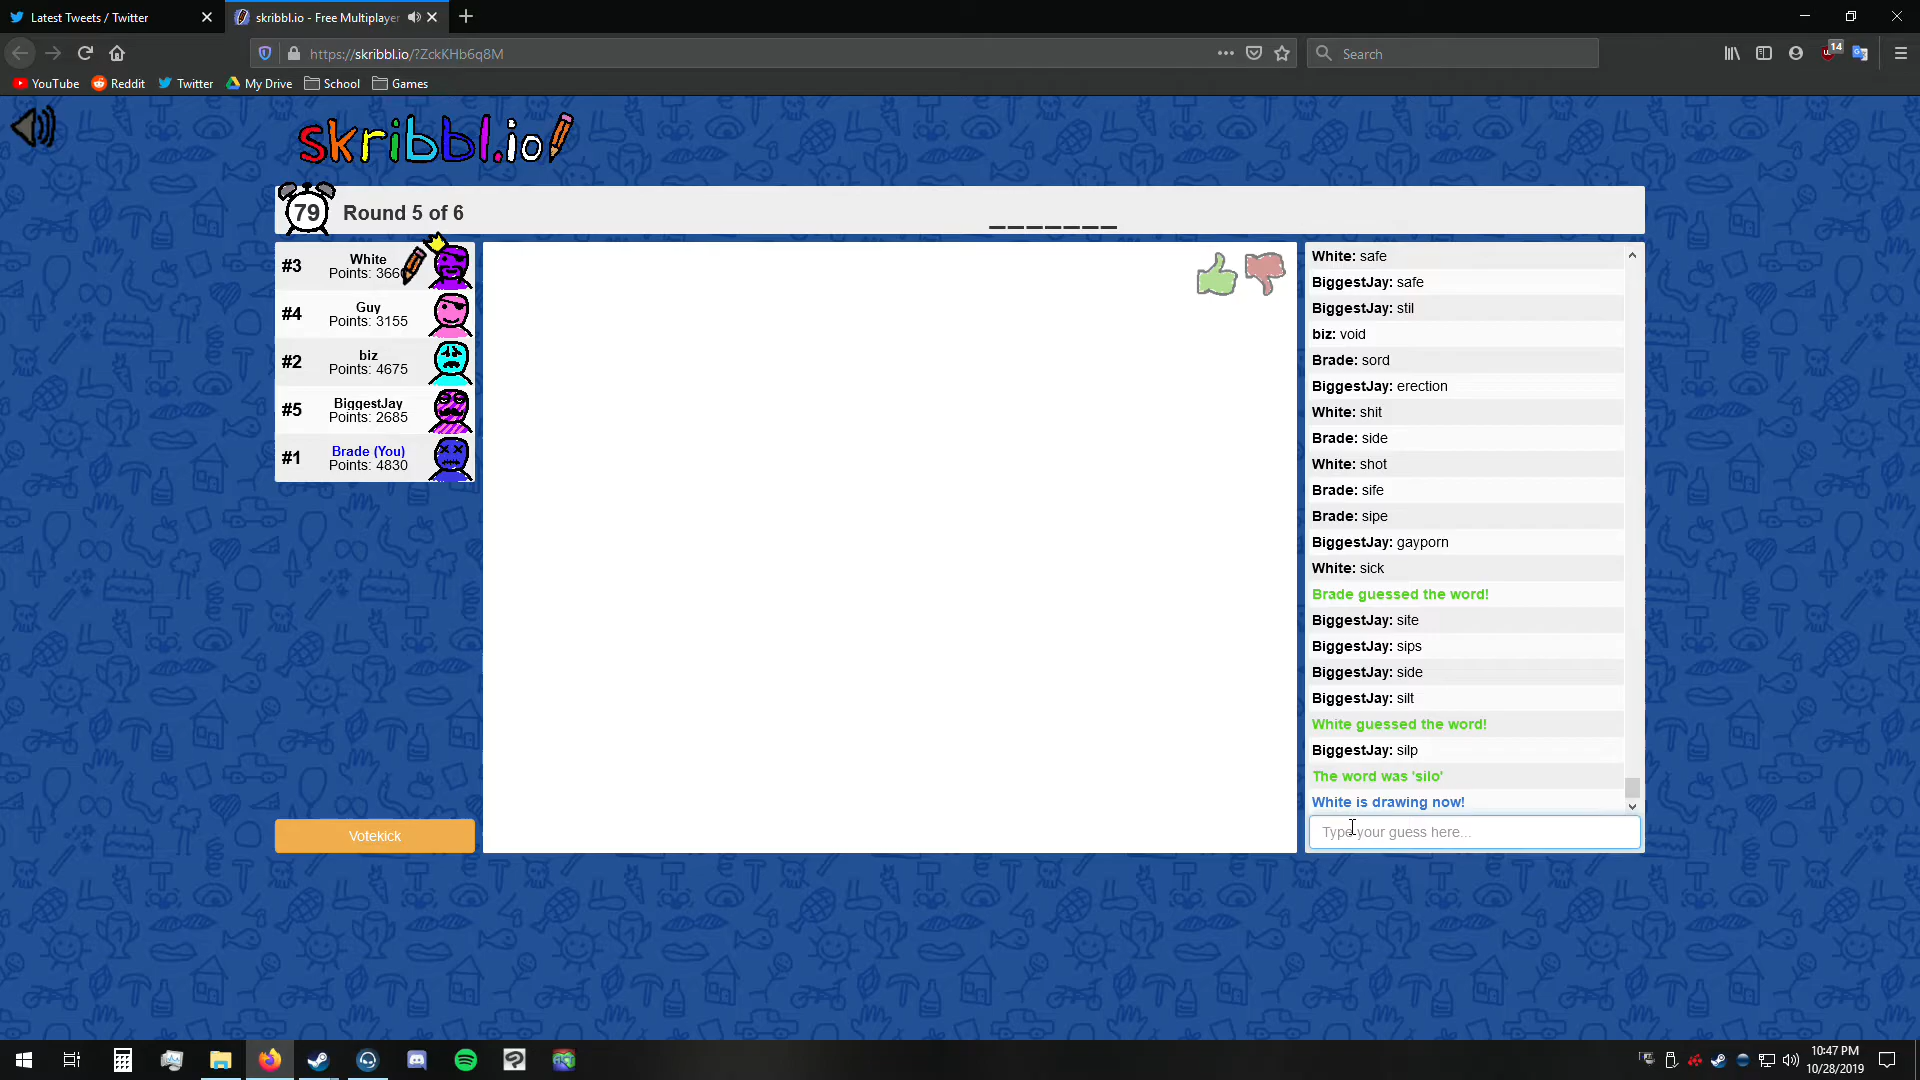 Latest Tweets / Twitter
skribbl.io - Free Multiplayer
https://skribbl.io/?ZckKHb6q8M
Search
14
YouTube
Reddit
Twitter
My Drive
School
Games
skribbl.io
79
Round 5 of 6
_______
#3
White
Points: 3660
#4
Guy
Points: 3155
#2
biz
Points: 4675
#5
BiggestJay
Points: 2685
#1
Brade (You)
Points: 4830
Votekick
White: safe
BiggestJay: safe
BiggestJay: stil
biz: void
Brade: sord
BiggestJay: erection
White: shit
Brade: side
White: shot
Brade: sife
Brade: sipe
BiggestJay: gayporn
White: sick
Brade guessed the word!
BiggestJay: site
BiggestJay: sips
BiggestJay: side
BiggestJay: silt
White guessed the word!
BiggestJay: silp
The word was 'silo'
White is drawing now!
Type your guess here...
10:47 PM
10/28/2019